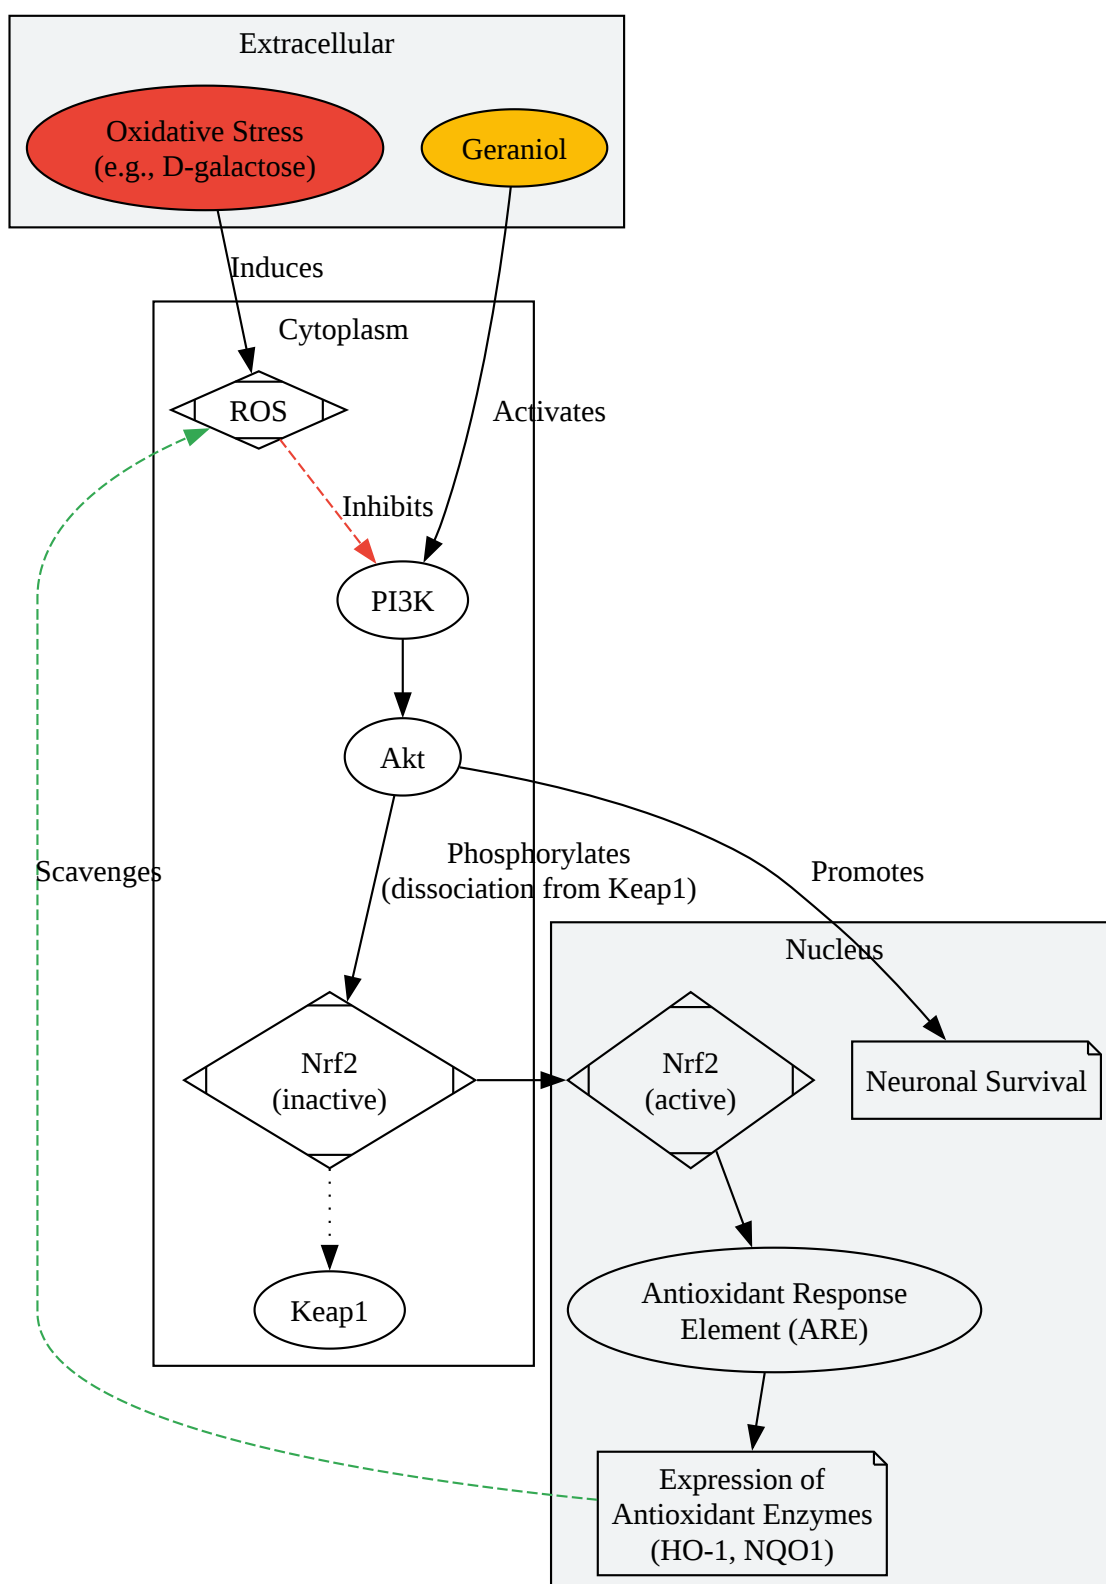 Extracellular
Oxidative Stress
(e.g., D-galactose)
Geraniol
Induces
Cytoplasm
ROS
Activates
Inhibits
PI3K
Akt
Phosphorylates
(dissociation from Keap1)
Scavenges
Promotes
Nucleus
Nrf2
(inactive)
Nrf2
(active)
Neuronal Survival
Keap1
Antioxidant Response
Element (ARE)
Expression of
Antioxidant Enzymes
(HO-1, NQO1)